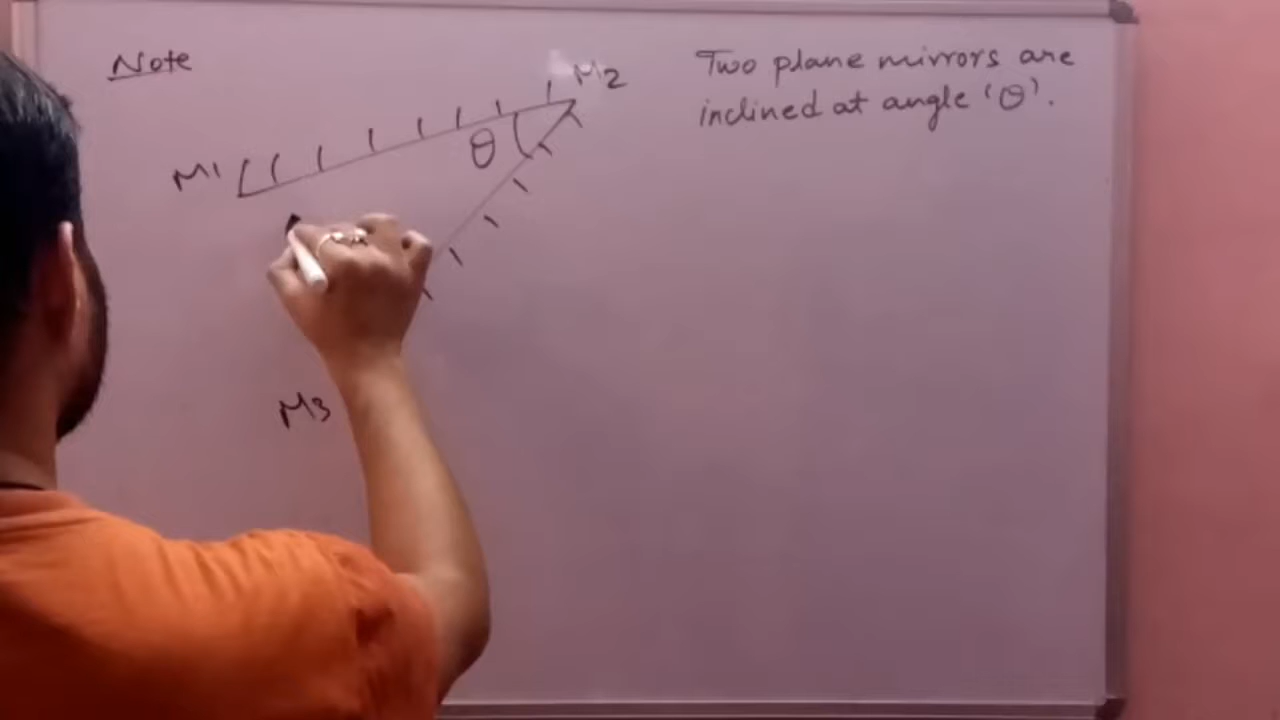 Note
Two plane mirrors are
inclined at angle 'θ'.
M2
M1
θ
M3